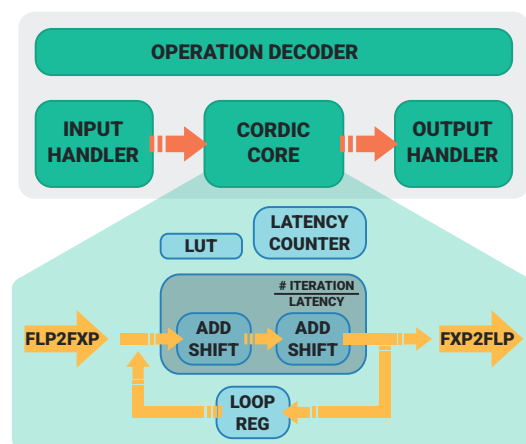 OPERATION DECODER
INPUT
HANDLER
CORDIC
CORE
OUTPUT
HANDLER
LATENCY
COUNTER
LUT
# ITERATION
LATENCY
FLP2FXP
ADD
SHIFT
ADD
SHIFT
FXP2FLP
LOOP
REG